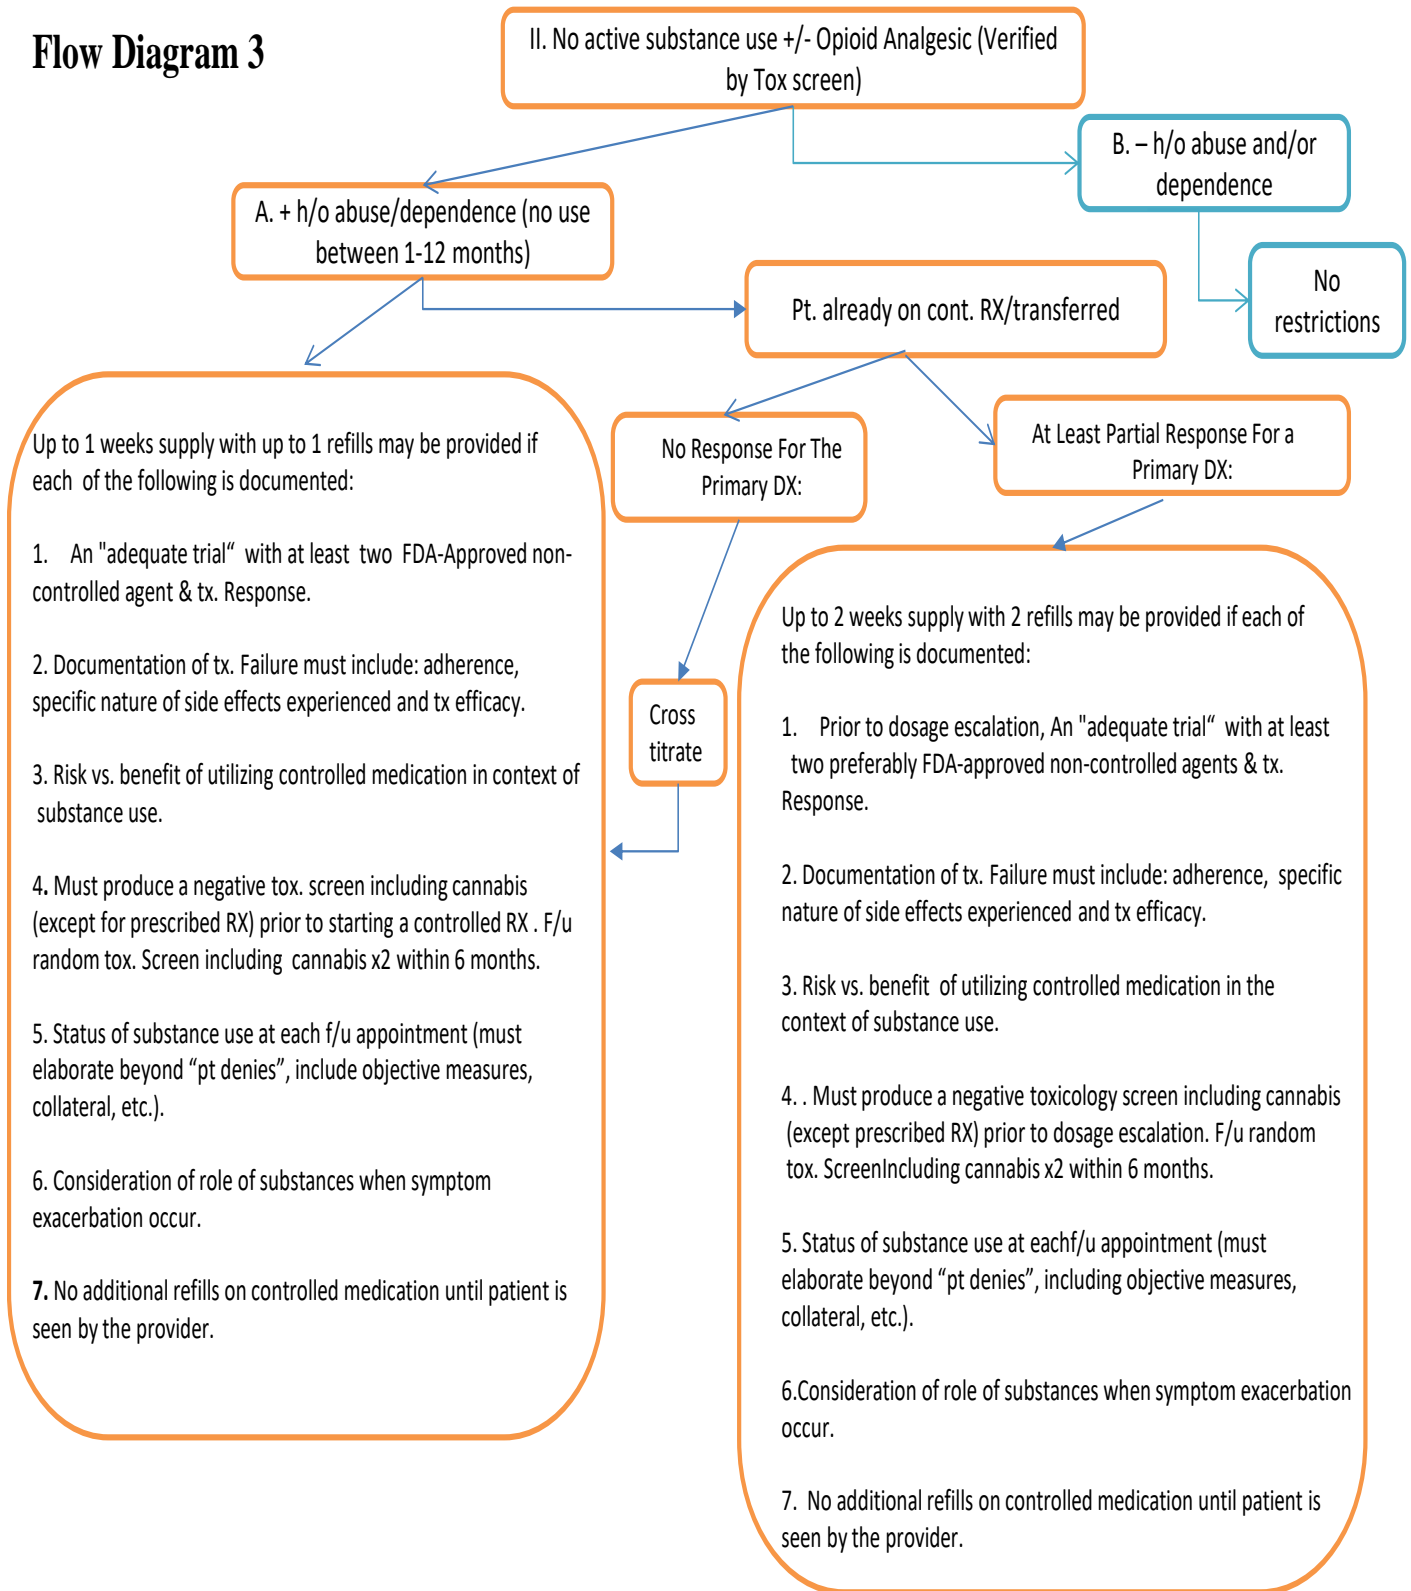 Flow Diagram 3
II. No active substance use +/- Opioid Analgesic (Verified
by Tox screen)
B. – h/o abuse and/or
dependence
A. + h/o abuse/dependence (no use
between 1-12 months)
No
restrictions
Pt. already on cont. RX/transferred
No Response For The
Primary DX:
At Least Partial Response For a
Primary DX:
Up to 1 weeks supply with up to 1 refills may be provided if
each of the following is documented:
1. An "adequate trial“ with at least two FDA-Approved non-
controlled agent & tx. Response.
2. Documentation of tx. Failure must include: adherence,
specific nature of side effects experienced and tx efficacy.
3. Risk vs. benefit of utilizing controlled medication in context of
substance use.
4. Must produce a negative tox. screen including cannabis
(except for prescribed RX) prior to starting a controlled RX . F/u
random tox. Screen including cannabis x2 within 6 months.
5. Status of substance use at each f/u appointment (must
elaborate beyond “pt denies”, include objective measures,
collateral, etc.).
6. Consideration of role of substances when symptom
exacerbation occur.
7. No additional refills on controlled medication until patient is
seen by the provider.
Cross
titrate
Up to 2 weeks supply with 2 refills may be provided if each of
the following is documented:
1. Prior to dosage escalation, An "adequate trial“ with at least
two preferably FDA-approved non-controlled agents & tx.
Response.
2. Documentation of tx. Failure must include: adherence, specific
nature of side effects experienced and tx efficacy.
3. Risk vs. benefit of utilizing controlled medication in the
context of substance use.
4. . Must produce a negative toxicology screen including cannabis
(except prescribed RX) prior to dosage escalation. F/u random
tox. ScreenIncluding cannabis x2 within 6 months.
5. Status of substance use at eachf/u appointment (must
elaborate beyond “pt denies”, including objective measures,
collateral, etc.).
6.Consideration of role of substances when symptom exacerbation
occur.
7. No additional refills on controlled medication until patient is
seen by the provider.